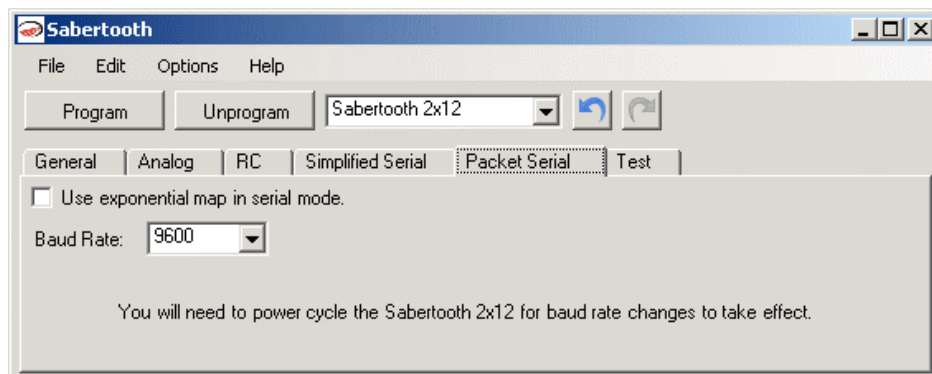 Sabertooth
File Edit Options Help
Program Unprogram Sabertooth 2x12
General Analog RC Simplified Serial Packet Serial Test
Use exponential map in serial mode.
Baud Rate: 9600
You will need to power cycle the Sabertooth 2x12 for baud rate changes to take effect.